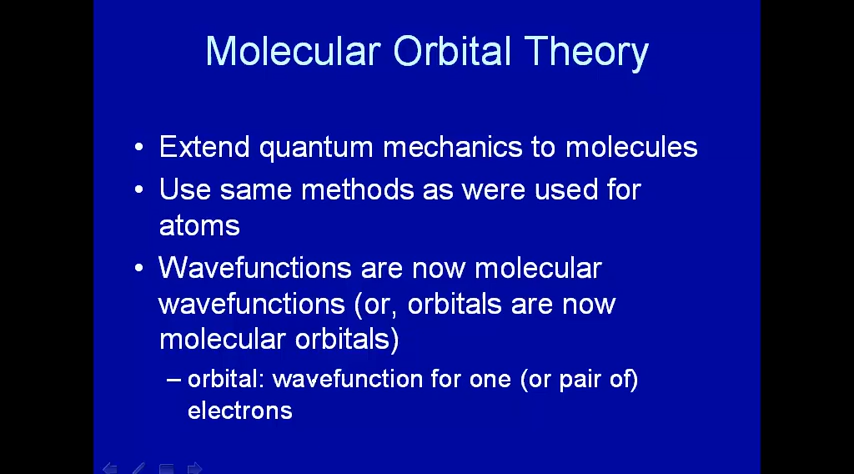 Molecular Orbital Theory
• Extend quantum mechanics to molecules
• Use same methods as were used for
atoms
• Wavefunctions are now molecular
wavefunctions (or, orbitals are now
molecular orbitals)
– orbital: wavefunction for one (or pair of)
electrons